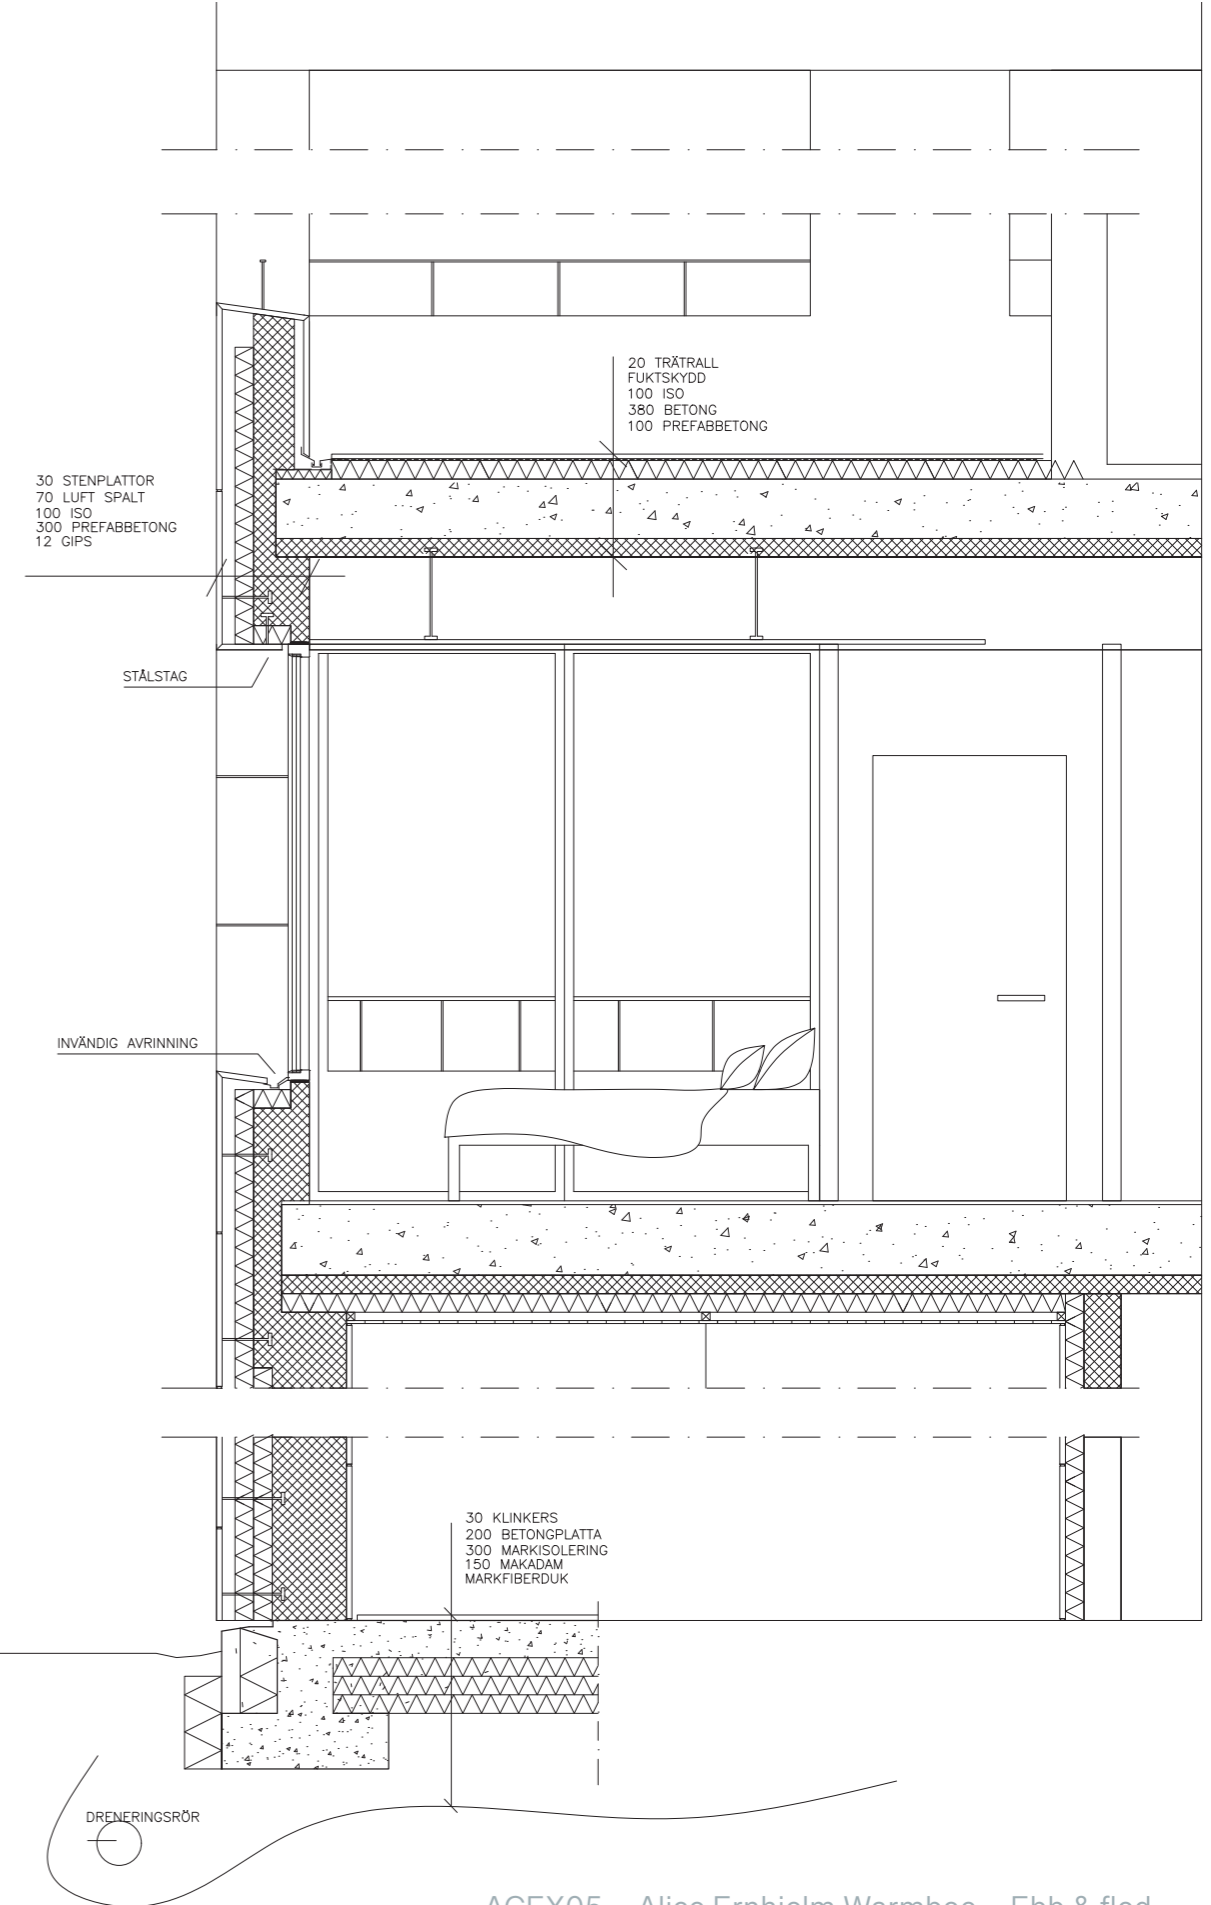 20 TRÄTRALL
FUKTSKYDD
100 ISO
380 BETONG
100 PREFABBETONG
30 STENPLATTOR
70 LUFT SPALT
100 ISO
300 PREFABBETONG
12 GIPS
STÅLSTAG
INVÄNDIG AVRINNING
30 KLINKERS
200 BETONGPLATTA
300 MARKISOLERING
150 MAKADAM
MARKFIBERDUK
DRENERINGSRÖR